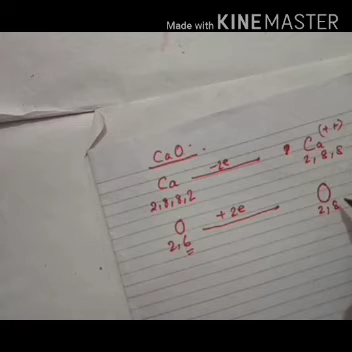 Made with KINEMASTER
CaO
Ca -2e Ca (++)
2,8,8,2 2,8,8
O +2e O
2,6 2,8